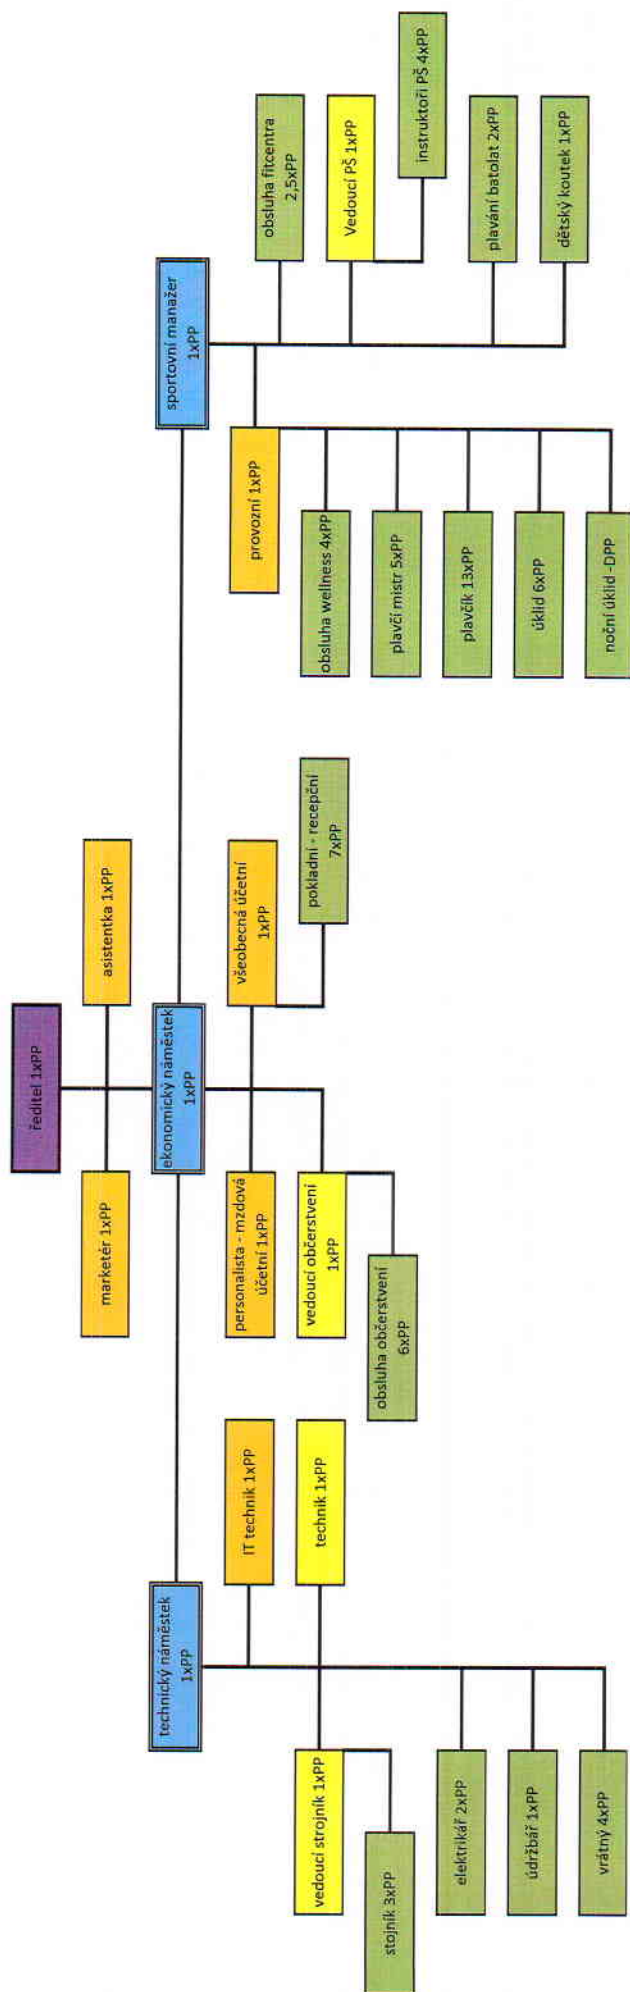 ředitel 1xPP
marketér 1xPP
asistentka 1xPP
technický náměstek
1xPP
ekonomický náměstek
1xPP
sportovní manažer
1xPP
IT technik 1xPP
vedoucí strojník 1xPP
technik 1xPP
stojník 3xPP
elektrikář 2xPP
údržbář 1xPP
vrátný 4xPP
personalista - mzdová
účetní 1xPP
všeobecná účetní
1xPP
vedoucí občerstvení
1xPP
pokladní - recepční
7xPP
obsluha občerstvení
6xPP
provozní 1xPP
obsluha wellness 4xPP
plavčí mistr 5xPP
plavčík 13xPP
úklid 6xPP
noční úklid -DPP
obsluha fitcentra
2,5xPP
Vedoucí PŠ 1xPP
instruktoři PŠ 4xPP
plavání batolat 2xPP
dětský koutek 1xPP